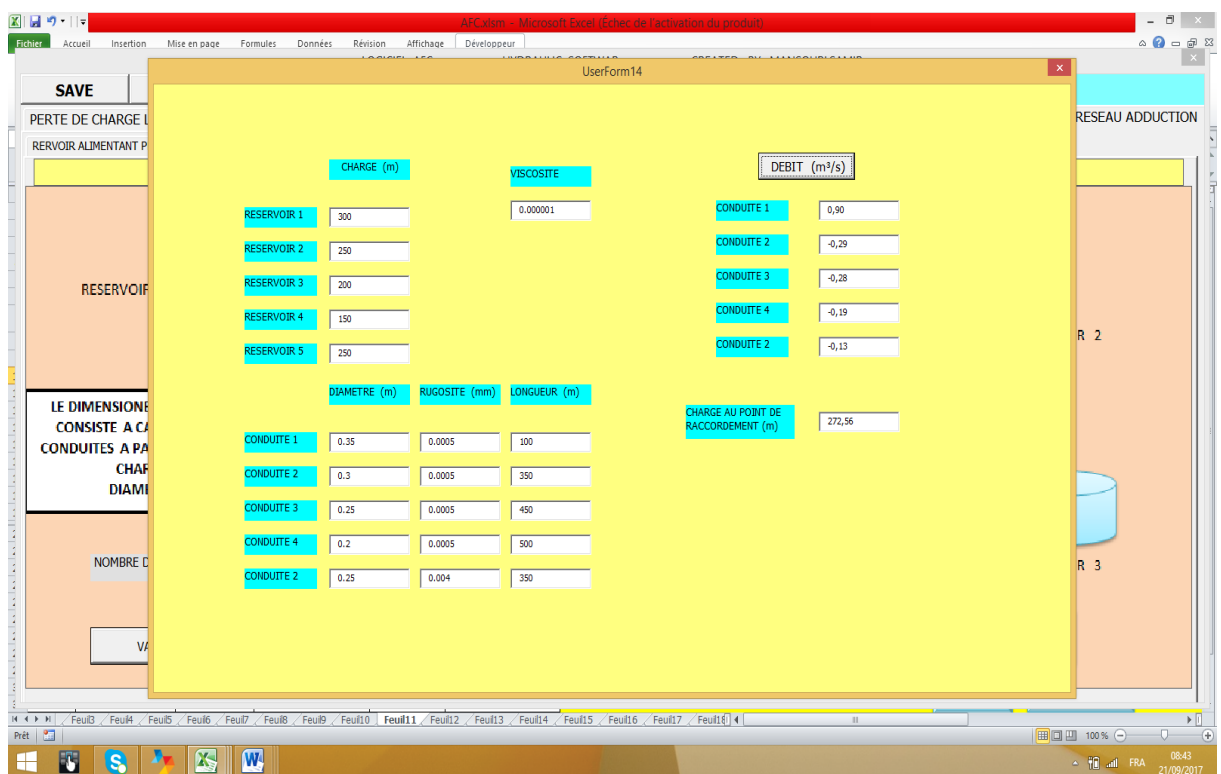 AFC.xlsm - Microsoft Excel (Échec de l'activation du produit)
Fichier Accueil Insertion Mise en page Formules Données Révision Affichage Développeur
UserForm14
SAVE
PERTE DE CHARGE L
RESEAU ADDUCTION
RERVOIR ALIMENTANT P
CHARGE (m)
VISCOSITE
DEBIT (m³/s)
RESERVOIR 1 300 0.000001 CONDUITE 1 0,90
RESERVOIR 2 250 CONDUITE 2 -0,29
RESERVOIR 3 200 CONDUITE 3 -0,28
RESERVOIR 4 150 CONDUITE 4 -0,19
RESERVOIR 5 250 CONDUITE 2 -0,13
RESERVOIF
R 2
DIAMETRE (m) RUGOSITE (mm) LONGUEUR (m)
CHARGE AU POINT DE
RACCORDEMENT (m) 272,56
CONDUITE 1 0.35 0.0005 100
CONDUITE 2 0.3 0.0005 350
CONDUITE 3 0.25 0.0005 450
CONDUITE 4 0.2 0.0005 500
CONDUITE 2 0.25 0.004 350
LE DIMENSIONE
CONSISTE A CA
CONDUITES A PA
CHAR
DIAM
NOMBRE D
R 3
VA
Feuil3 Feuil4 Feuil5 Feuil6 Feuil7 Feuil8 Feuil9 Feuil10 Feuil11 Feuil12 Feuil13 Feuil14 Feuil15 Feuil16 Feuil17 Feuil18
Prêt 100 %
FRA 08:43
21/09/2017